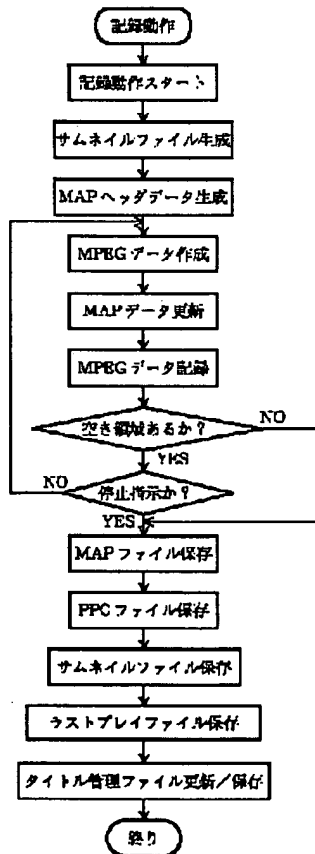 記録動作
記録動作スタート
サムネイルファイル生成
MAPヘッダデータ生成
MPEGデータ作成
MAPデータ更新
MPEGデータ記録
空き領域あるか?
NO
YES
停止指示か?
NO
YES
MAPファイル保存
PPCファイル保存
サムネイルファイル保存
ラストプレイファイル保存
タイトル管理ファイル更新/保存
終り